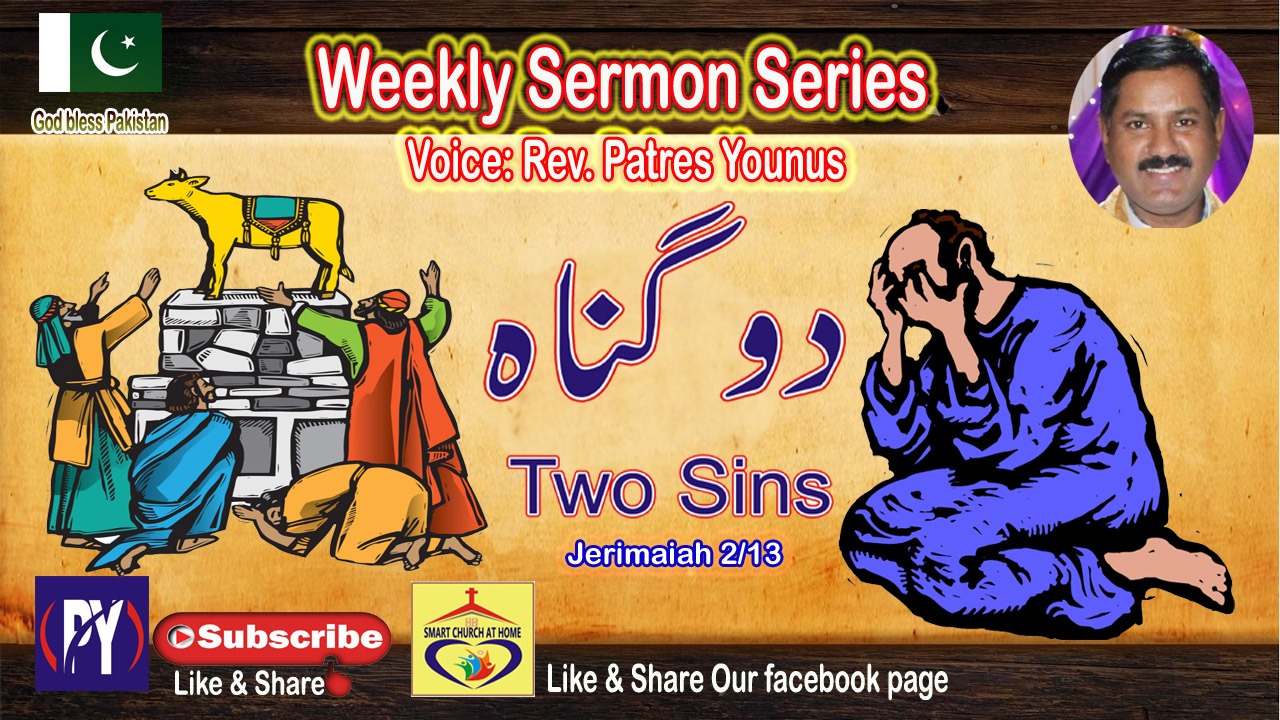 Weekly Sermon Series
God bless Pakistan
Voice: Rev. Patres Younus
دو گناہ
Two Sins
Jerimaiah 2/13
PY
Subscribe
Like & Share
SMART CHURCH AT HOME
Like & Share Our facebook page